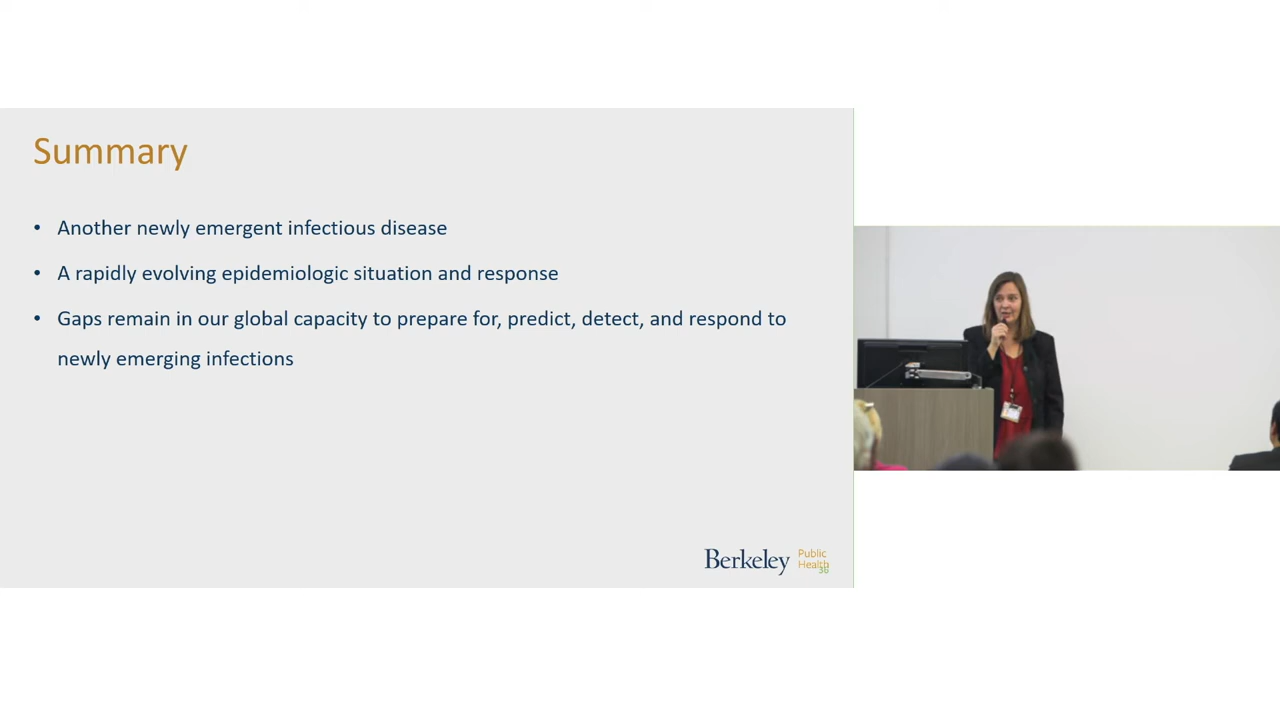 Summary
• Another newly emergent infectious disease
• A rapidly evolving epidemiologic situation and response
• Gaps remain in our global capacity to prepare for, predict, detect, and respond to
newly emerging infections
Berkeley Public
Health
36